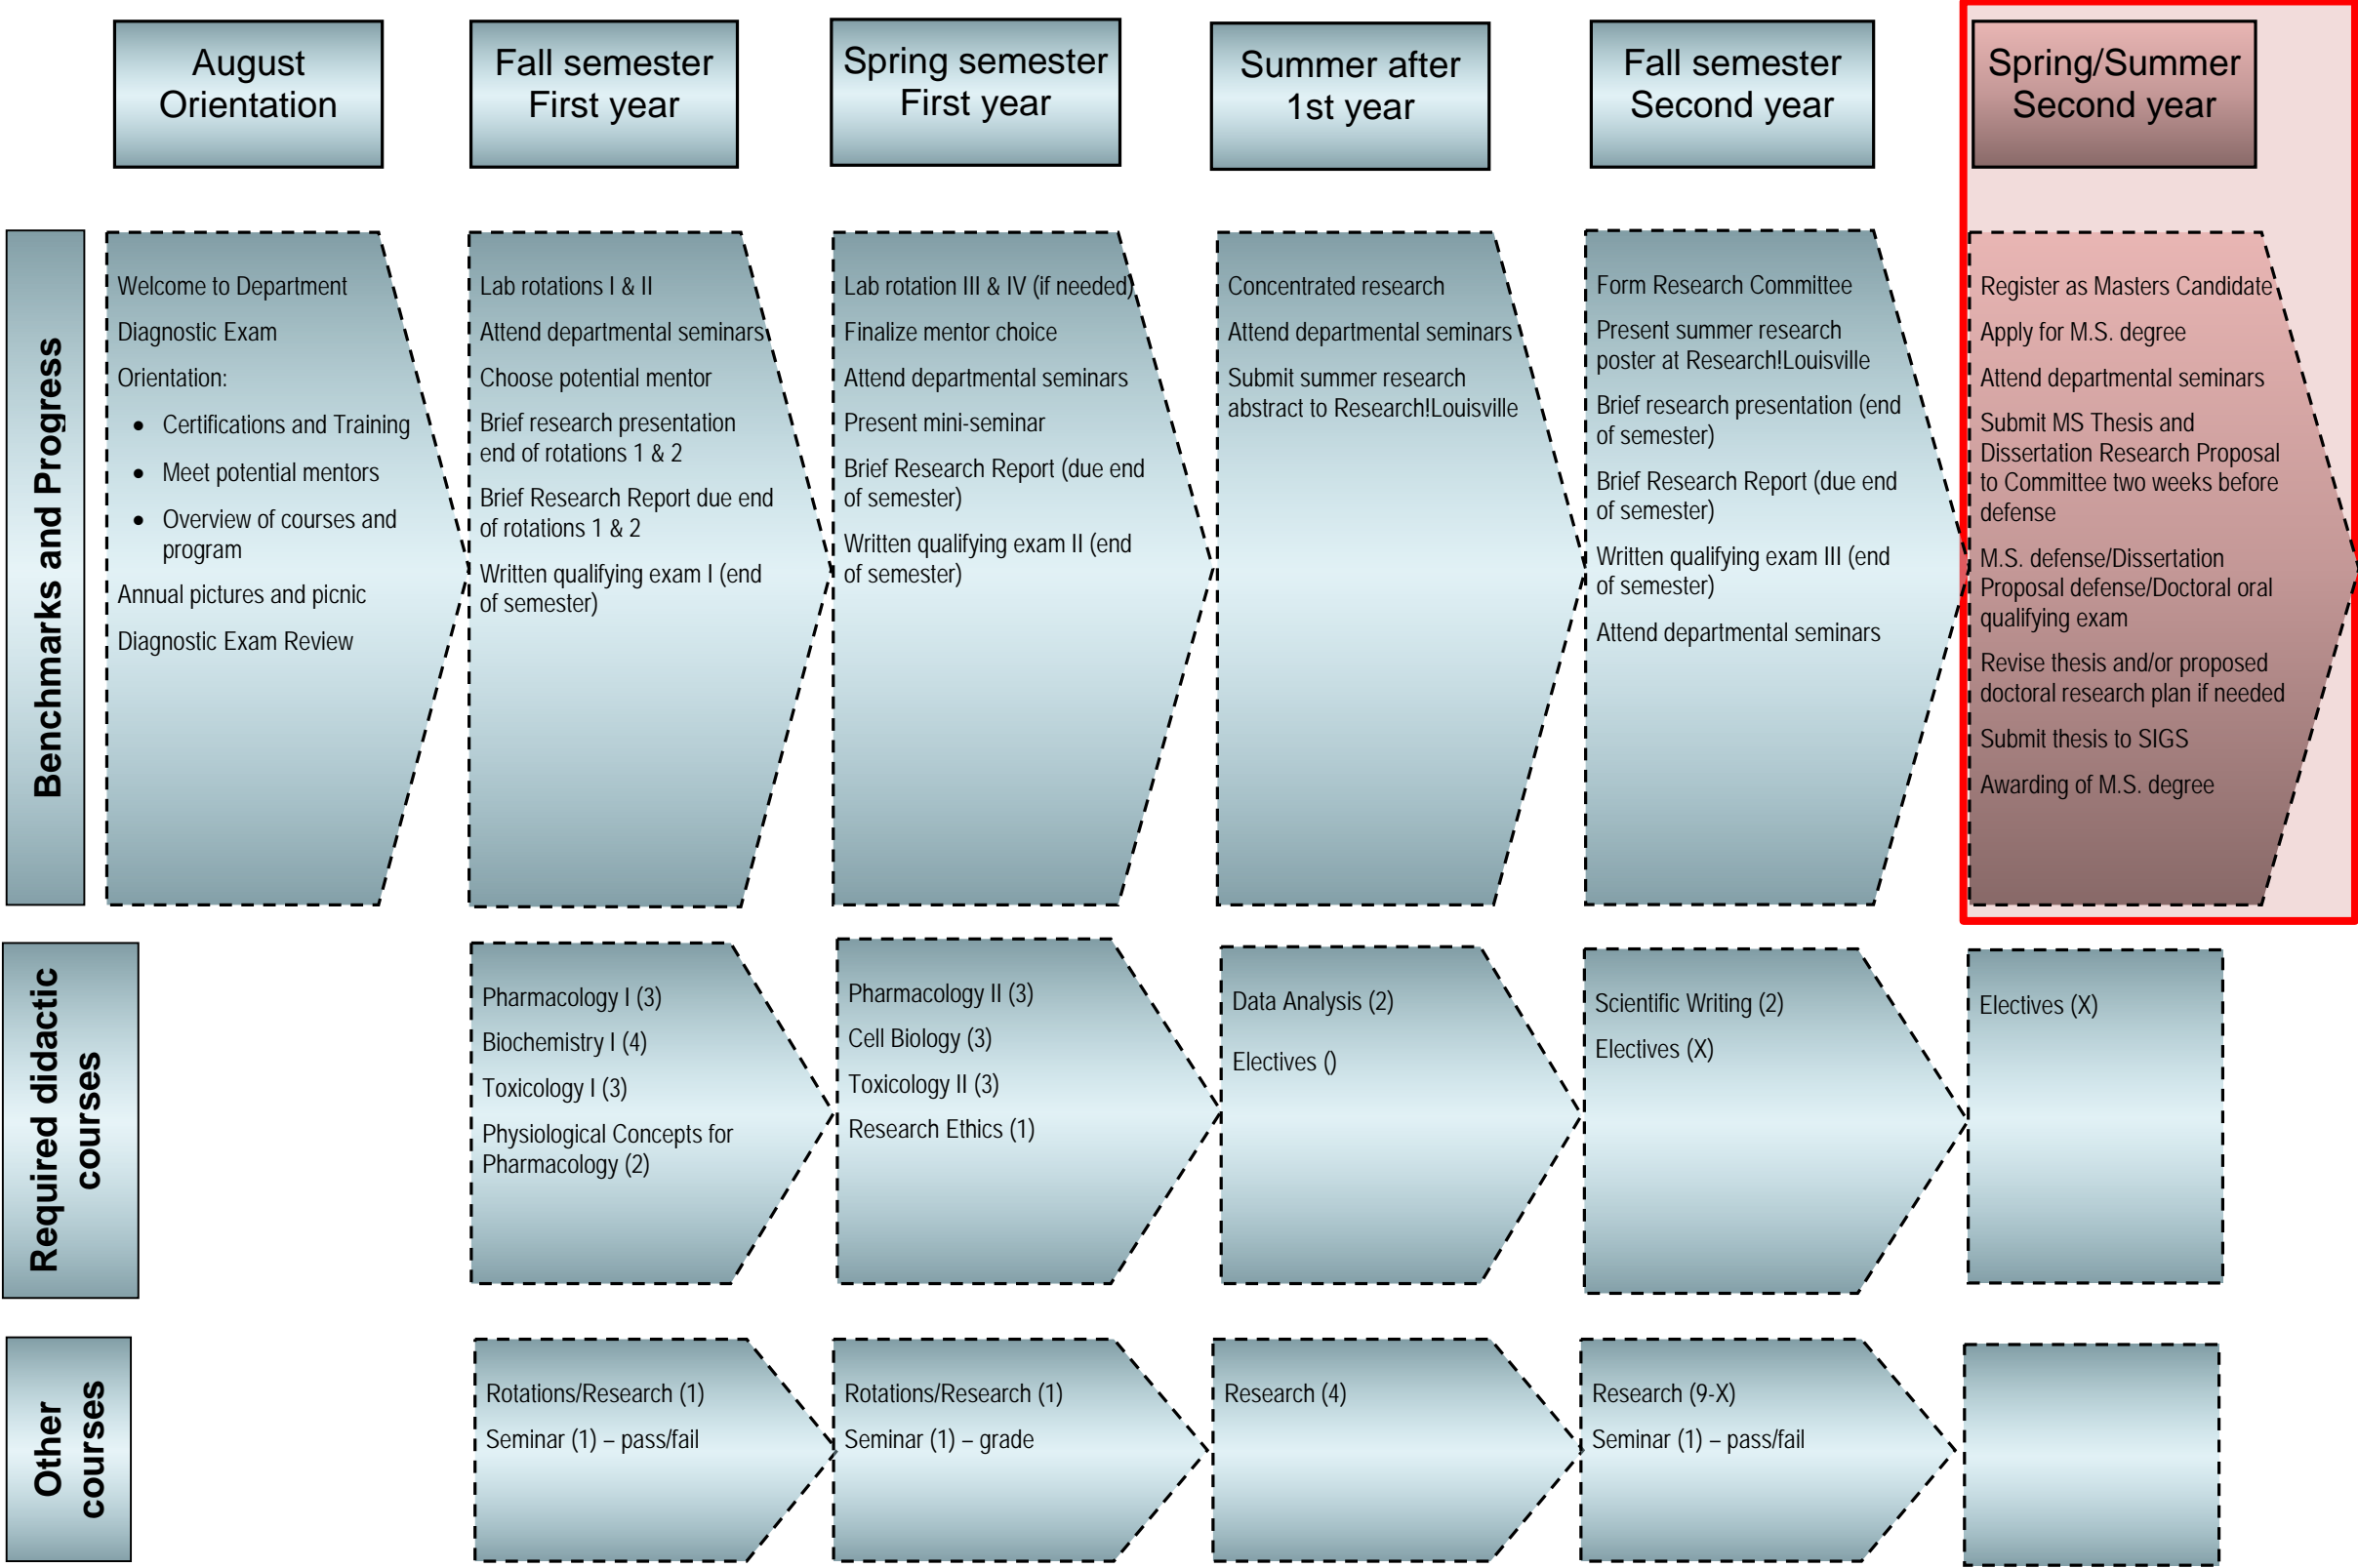 August
Orientation
Fall semester
First year
Spring semester
First year
Summer after
1st year
Fall semester
Second year
Spring/Summer
Second year
Benchmarks and Progress
Welcome to Department
Diagnostic Exam
Orientation:
• Certifications and Training
• Meet potential mentors
• Overview of courses and
program
Annual pictures and picnic
Diagnostic Exam Review
Lab rotations I & II
Attend departmental seminars
Choose potential mentor
Brief research presentation
end of rotations 1 & 2
Brief Research Report due end
of rotations 1 & 2
Written qualifying exam I (end
of semester)
Lab rotation III & IV (if needed)
Finalize mentor choice
Attend departmental seminars
Present mini-seminar
Brief Research Report (due end
of semester)
Written qualifying exam II (end
of semester)
Concentrated research
Attend departmental seminars
Submit summer research
abstract to Research!Louisville
Form Research Committee
Present summer research
poster at Research!Louisville
Brief research presentation (end
of semester)
Brief Research Report (due end
of semester)
Written qualifying exam III (end
of semester)
Attend departmental seminars
Register as Masters Candidate
Apply for M.S. degree
Attend departmental seminars
Submit MS Thesis and
Dissertation Research Proposal
to Committee two weeks before
defense
M.S. defense/Dissertation
Proposal defense/Doctoral oral
qualifying exam
Revise thesis and/or proposed
doctoral research plan if needed
Submit thesis to SIGS
Awarding of M.S. degree
Required didactic
courses
Pharmacology I (3)
Biochemistry I (4)
Toxicology I (3)
Physiological Concepts for
Pharmacology (2)
Pharmacology II (3)
Cell Biology (3)
Toxicology II (3)
Research Ethics (1)
Data Analysis (2)
Electives ()
Scientific Writing (2)
Electives (X)
Electives (X)
Other
courses
Rotations/Research (1)
Seminar (1) – pass/fail
Rotations/Research (1)
Seminar (1) – grade
Research (4)
Research (9-X)
Seminar (1) – pass/fail